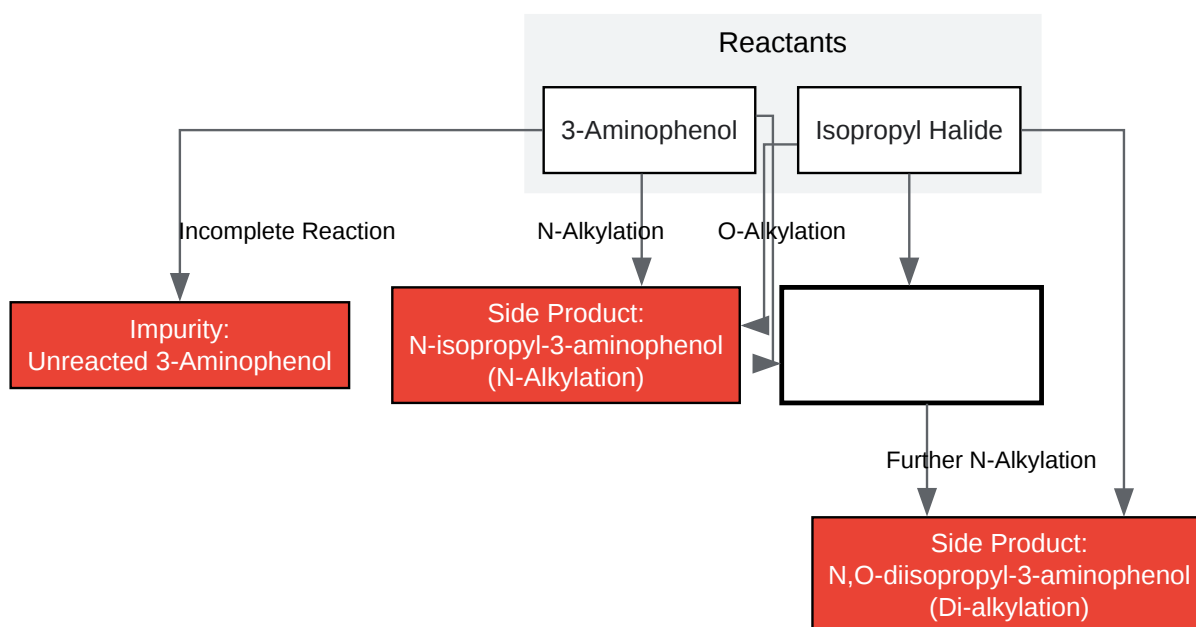 Reactants
3-Aminophenol
Isopropyl Halide
Incomplete Reaction
N-Alkylation
O-Alkylation
Impurity:
Unreacted 3-Aminophenol
Side Product:
N-isopropyl-3-aminophenol
(N-Alkylation)
Further N-Alkylation
Side Product:
N,O-diisopropyl-3-aminophenol
(Di-alkylation)